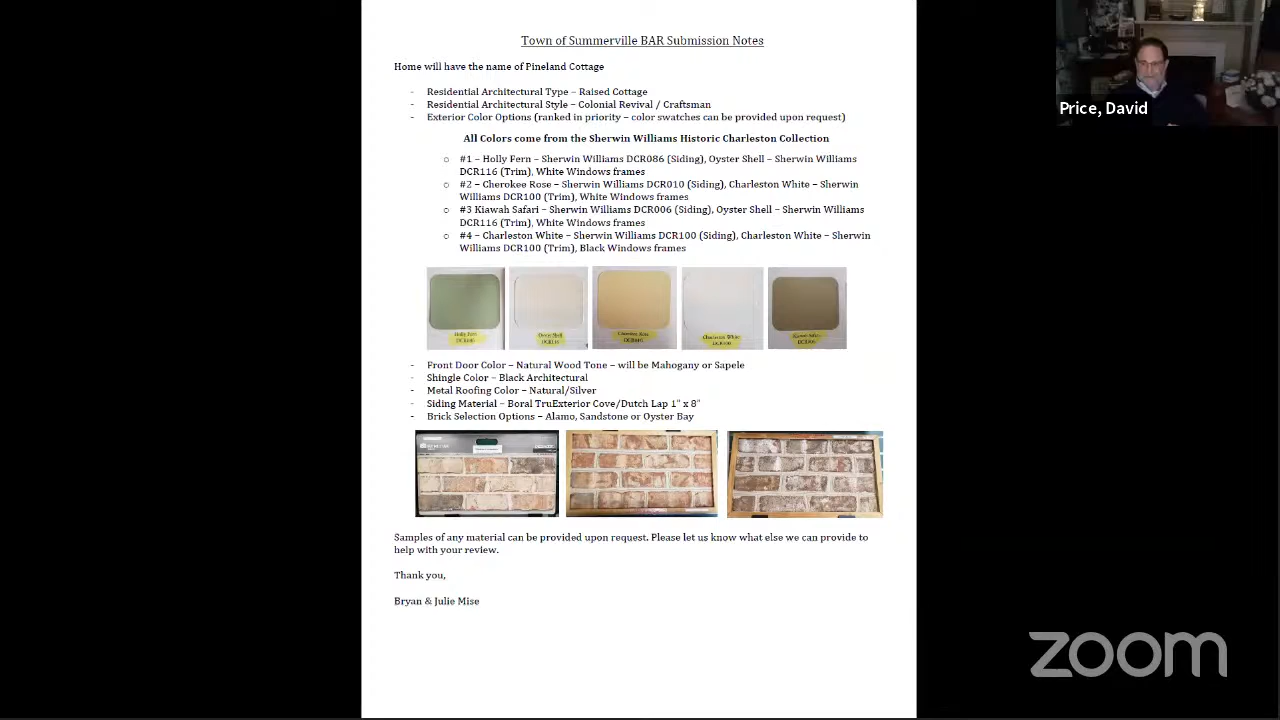 Town of Summerville BAR Submission Notes
Price, David
Home will have the name of Pineland Cottage
- Residential Architectural Type – Raised Cottage
- Residential Architectural Style – Colonial Revival / Craftsman
- Exterior Color Options (ranked in priority – color swatches can be provided upon request)
All Colors come from the Sherwin Williams Historic Charleston Collection
o #1 – Holly Fern – Sherwin Williams DCR086 (Siding), Oyster Shell – Sherwin Williams
DCR116 (Trim), White Windows frames
o #2 – Cherokee Rose – Sherwin Williams DCR010 (Siding), Charleston White – Sherwin
Williams DCR100 (Trim), White Windows frames
o #3 Kiawah Safari – Sherwin Williams DCR006 (Siding), Oyster Shell – Sherwin Williams
DCR116 (Trim), White Windows frames
o #4 – Charleston White – Sherwin Williams DCR100 (Siding), Charleston White – Sherwin
Williams DCR100 (Trim), Black Windows frames
Holly Fern
Charleston White
- Front Door Color – Natural Wood Tone – will be Mahogany or Sapele
- Shingle Color – Black Architectural
- Metal Roofing Color – Natural/Silver
- Siding Material – Boral TruExterior Cove/Dutch Lap 1" x 8"
- Brick Selection Options – Alamo, Sandstone or Oyster Bay
Samples of any material can be provided upon request. Please let us know what else we can provide to
help with your review.
Thank you,
Bryan & Julie Mise
zoom